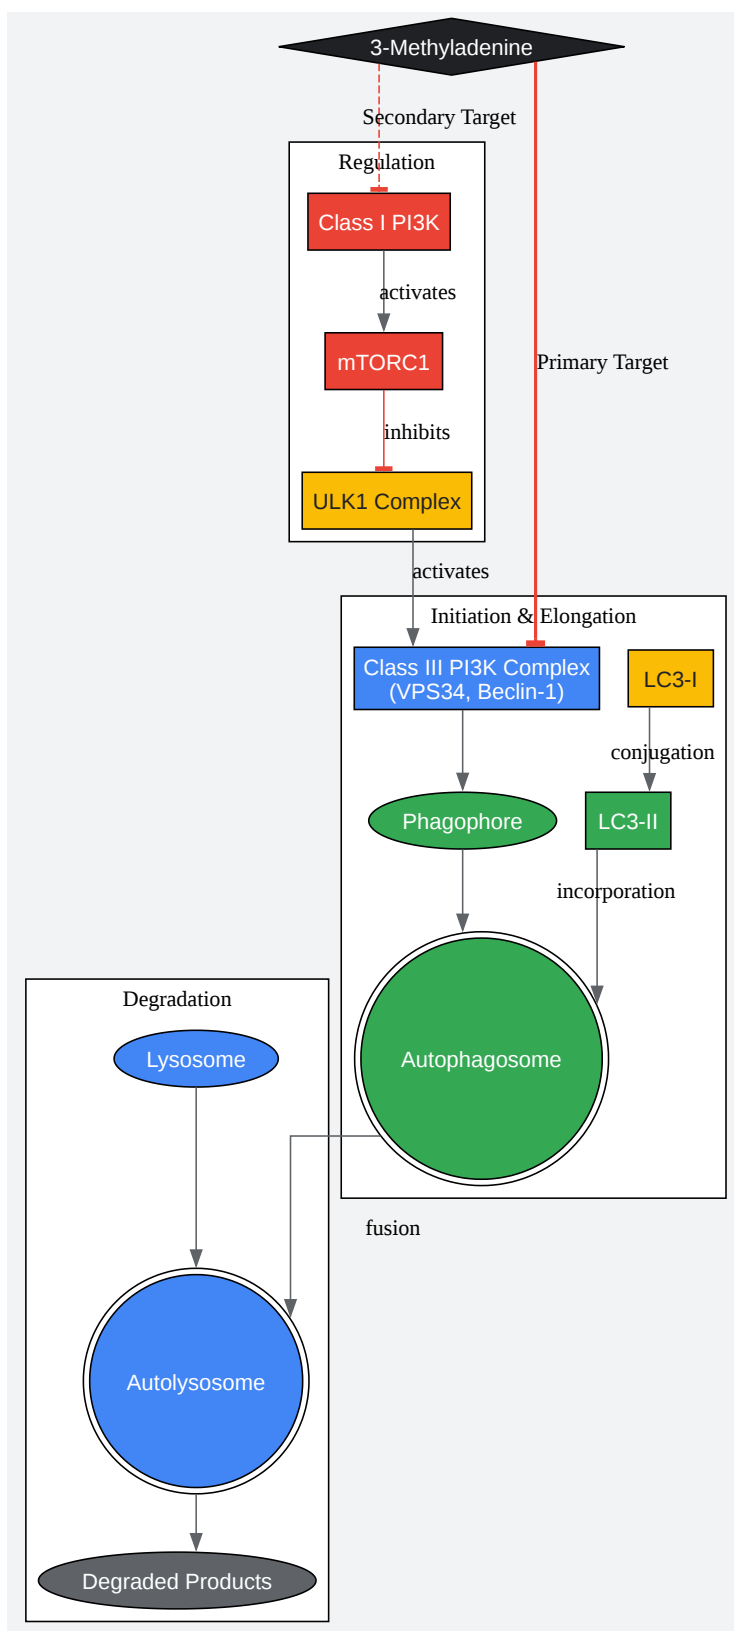 3-Methyladenine
Secondary Target
Regulation
Class I PI3K
activates
mTORC1
Primary Target
inhibits
ULK1 Complex
activates
Initiation & Elongation
Class III PI3K Complex
(VPS34, Beclin-1)
LC3-I
conjugation
Phagophore
LC3-II
incorporation
Degradation
Lysosome
Autophagosome
fusion
Autolysosome
Degraded Products